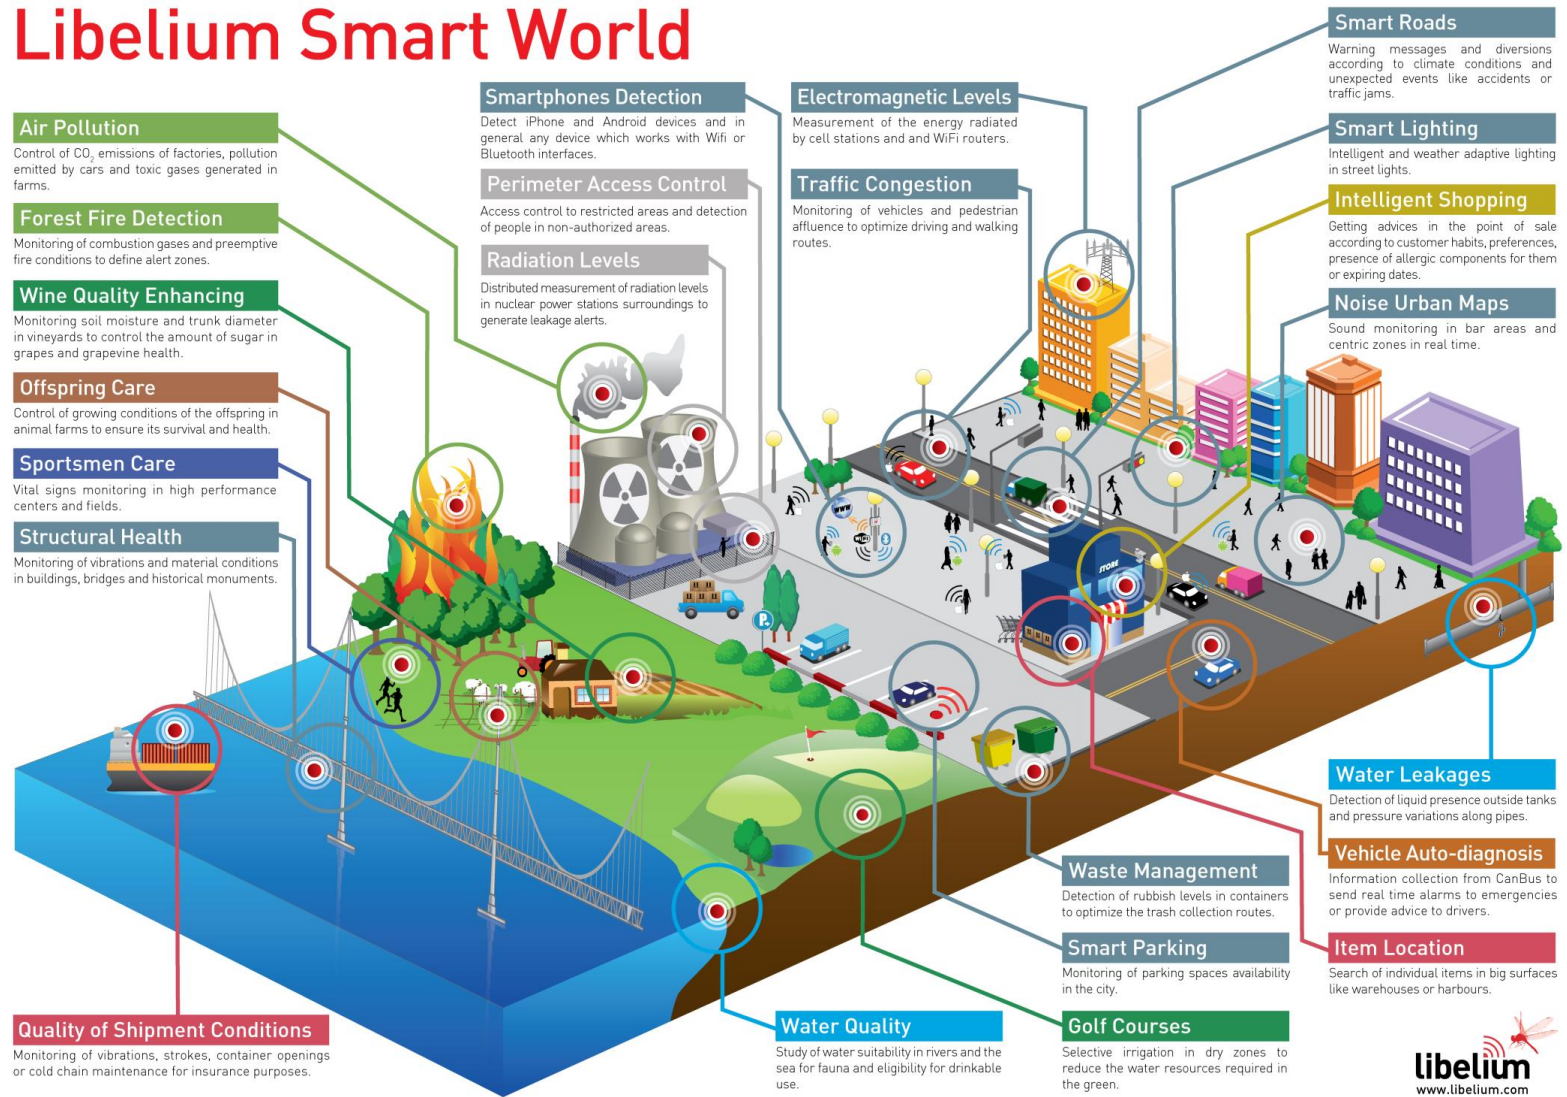 Libelium Smart World
Air Pollution
Control of CO₂ emissions of factories, pollution
emitted by cars and toxic gases generated in
farms.
Forest Fire Detection
Monitoring of combustion gases and preemptive
fire conditions to define alert zones.
Wine Quality Enhancing
Monitoring soil moisture and trunk diameter
in vineyards to control the amount of sugar in
grapes and grapevine health.
Offspring Care
Control of growing conditions of the offspring in
animal farms to ensure its survival and health.
Sportsmen Care
Vital signs monitoring in high performance
centers and fields.
Structural Health
Monitoring of vibrations and material conditions
in buildings, bridges and historical monuments.
Quality of Shipment Conditions
Monitoring of vibrations, strokes, container openings
or cold chain maintenance for insurance purposes.
Smartphones Detection
Detect iPhone and Android devices and in
general any device which works with Wifi or
Bluetooth interfaces.
Perimeter Access Control
Access control to restricted areas and detection
of people in non-authorized areas.
Radiation Levels
Distributed measurement of radiation levels
in nuclear power stations surroundings to
generate leakage alerts.
Electromagnetic Levels
Measurement of the energy radiated
by cell stations and and WiFi routers.
Traffic Congestion
Monitoring of vehicles and pedestrian
affluence to optimize driving and walking
routes.
Smart Roads
Warning messages and diversions
according to climate conditions and
unexpected events like accidents or
traffic jams.
Smart Lighting
Intelligent and weather adaptive lighting
in street lights.
Intelligent Shopping
Getting advices in the point of sale
according to customer habits, preferences,
presence of allergic components for them
or expiring dates.
Noise Urban Maps
Sound monitoring in bar areas and
centric zones in real time.
www
WiFi
STORE
P.
Water Leakages
Detection of liquid presence outside tanks
and pressure variations along pipes.
Vehicle Auto-diagnosis
Information collection from CanBus to
send real time alarms to emergencies
or provide advice to drivers.
Item Location
Search of individual items in big surfaces
like warehouses or harbours.
Waste Management
Detection of rubbish levels in containers
to optimize the trash collection routes.
Smart Parking
Monitoring of parking spaces availability
in the city.
Golf Courses
Selective irrigation in dry zones to
reduce the water resources required in
the green.
Water Quality
Study of water suitability in rivers and the
sea for fauna and eligibility for drinkable
use.
libelium
www.libelium.com